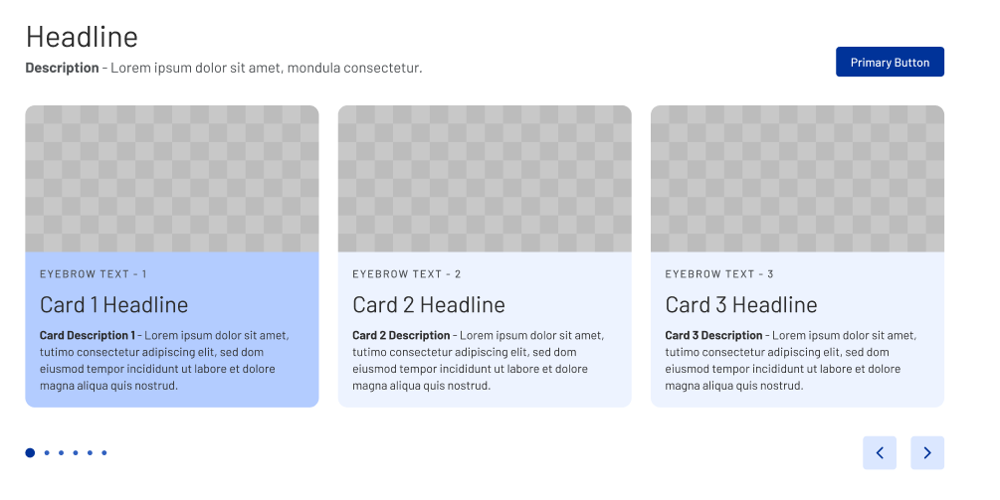 Headline
Description - Lorem ipsum dolor sit amet, mondula consectetur.
Primary Button
EYEBROW TEXT - 1
Card 1 Headline
Card Description 1 - Lorem ipsum dolor sit amet,
tutimo consectetur adipiscing elit, sed dom
eiusmod tempor incididunt ut labore et dolore
magna aliqua quis nostrud.
EYEBROW TEXT - 2
Card 2 Headline
Card 2 Description - Lorem ipsum dolor sit amet,
tutimo consectetur adipiscing elit, sed dom
eiusmod tempor incididunt ut labore et dolore
magna aliqua quis nostrud.
EYEBROW TEXT - 3
Card 3 Headline
Card 3 Description - Lorem ipsum dolor sit amet,
tutimo consectetur adipiscing elit, sed dom
eiusmod tempor incididunt ut labore et dolore
magna aliqua quis nostrud.